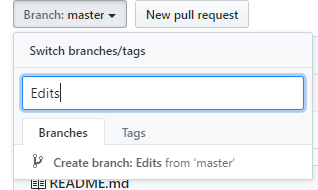 Branch: master
New pull request
Switch branches/tags
Edits
Branches
Tags
Create branch: Edits from 'master'
README.md